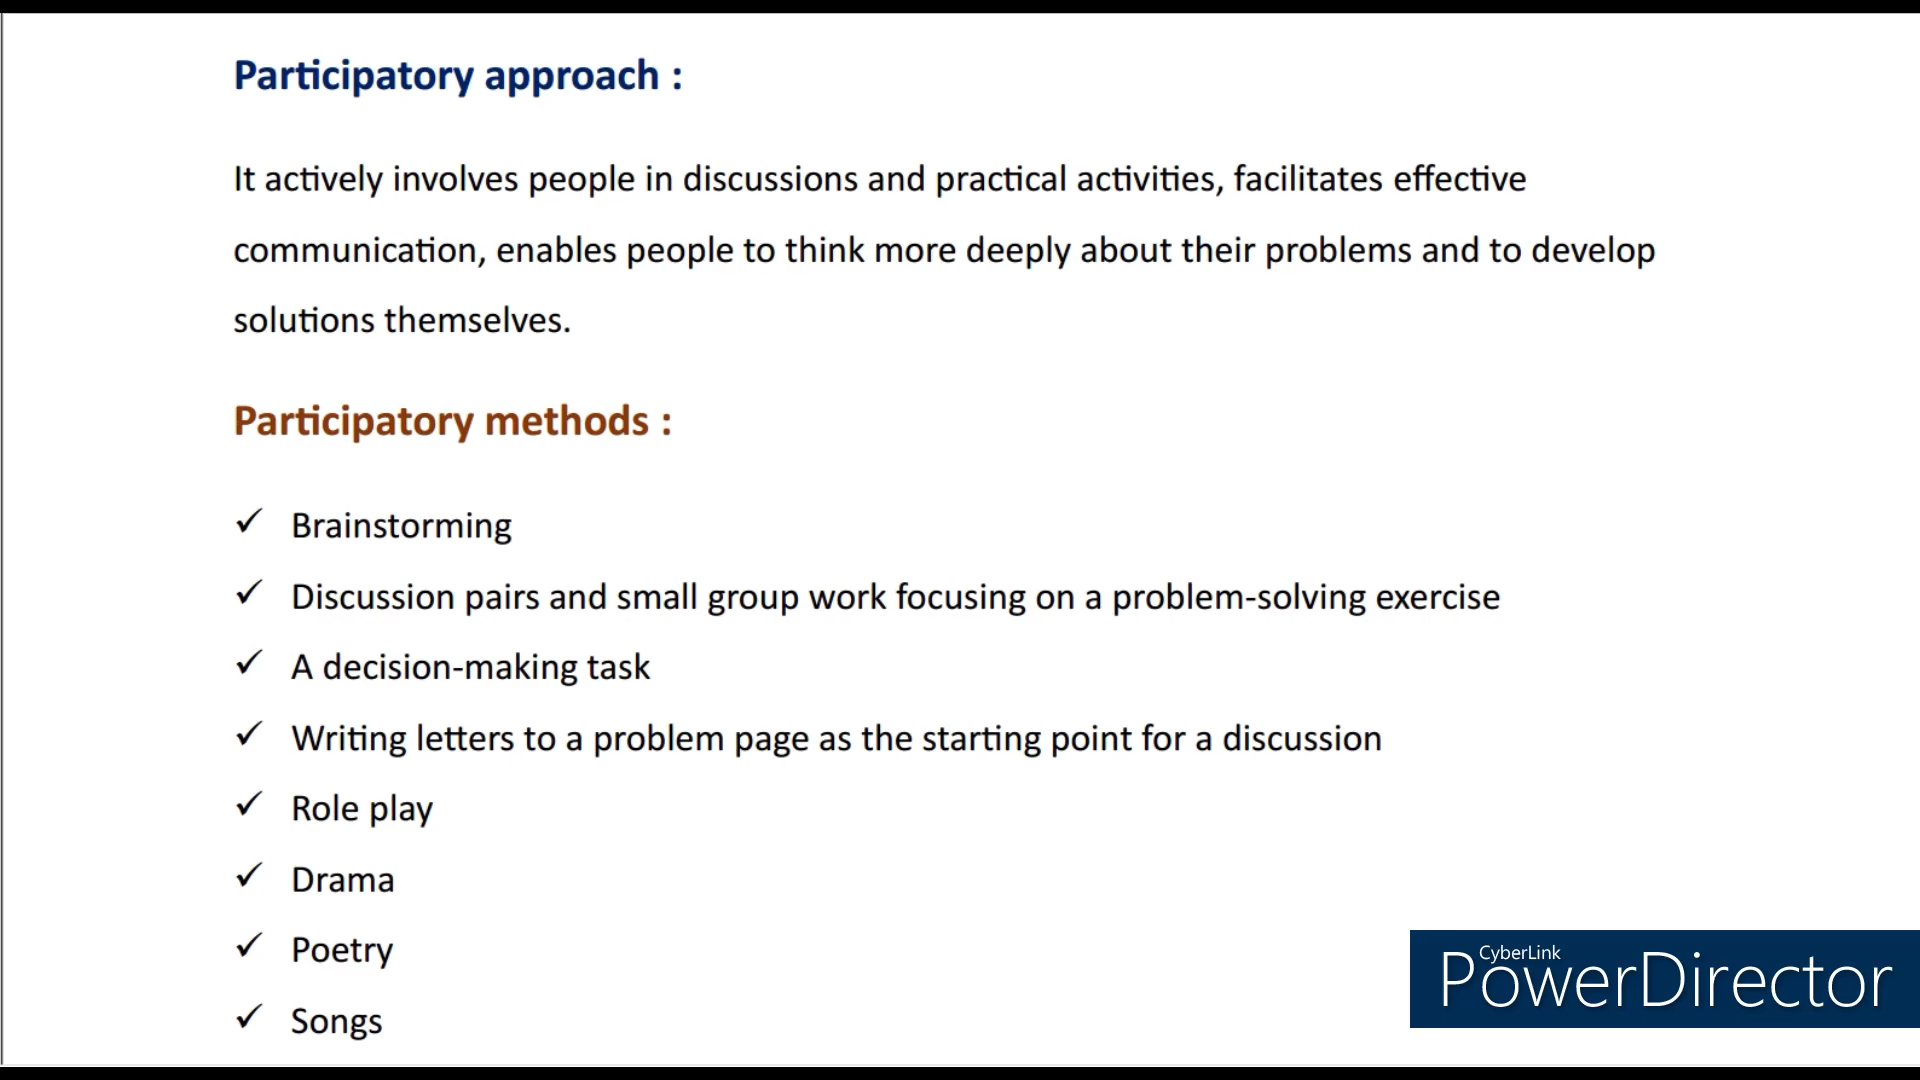 Participatory approach :
It actively involves people in discussions and practical activities, facilitates effective
communication, enables people to think more deeply about their problems and to develop
solutions themselves.
Participatory methods :
✓ Brainstorming
✓ Discussion pairs and small group work focusing on a problem-solving exercise
✓ A decision-making task
✓ Writing letters to a problem page as the starting point for a discussion
✓ Role play
✓ Drama
✓ Poetry
✓ Songs
CyberLink
PowerDirector